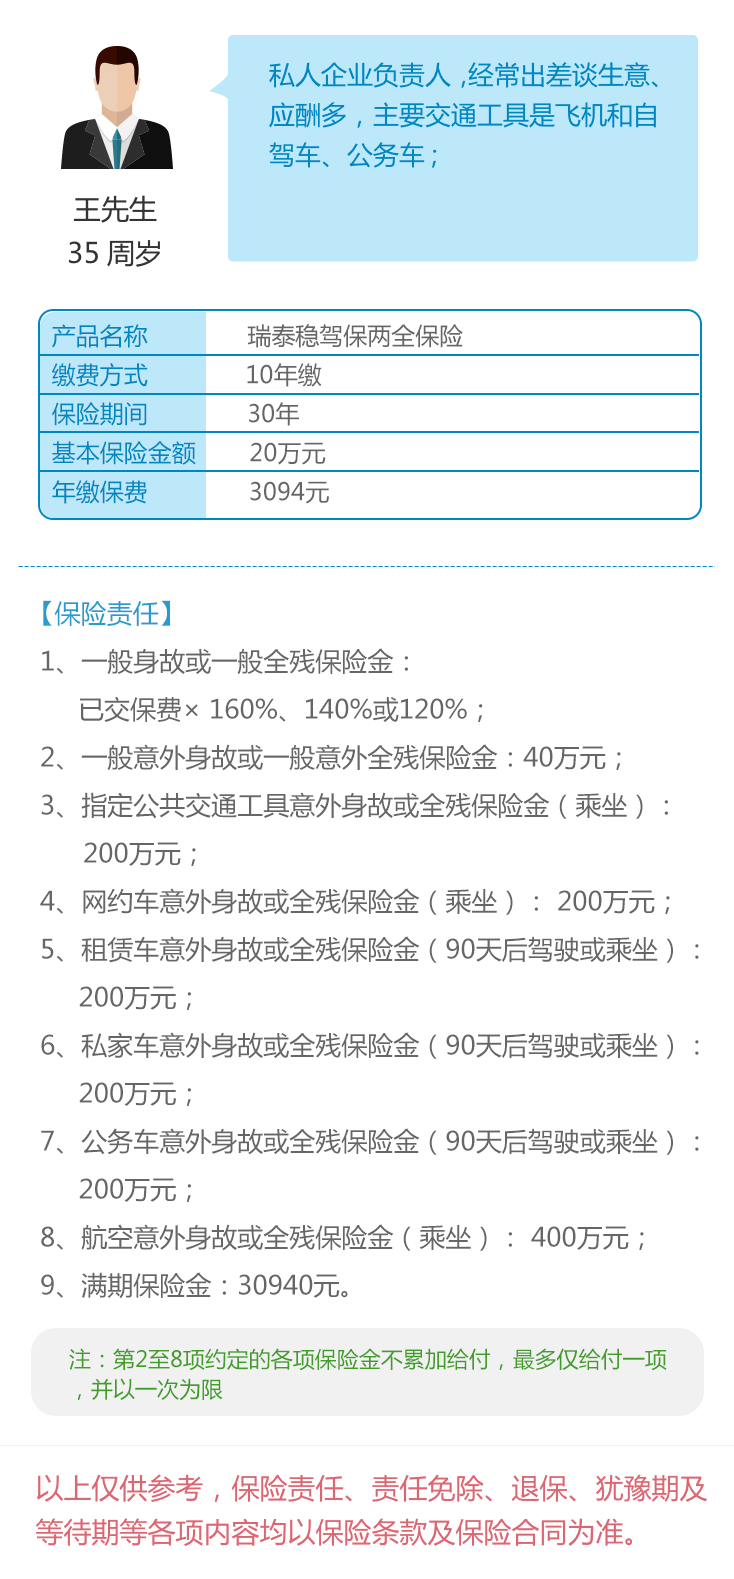 私人企业负责人,经常出差谈生意、
应酬多，主要交通工具是飞机和自
驾车、公务车；
王先生
35 周岁
产品名称 瑞泰稳驾保两全保险
缴费方式 10年缴
保险期间 30年
基本保险金额 20万元
年缴保费 3094元
【保险责任】
1、一般身故或一般全残保险金：
已交保费× 160%、140%或120%；
2、一般意外身故或一般意外全残保险金：40万元；
3、指定公共交通工具意外身故或全残保险金（乘坐）：
200万元；
4、网约车意外身故或全残保险金（乘坐）： 200万元；
5、租赁车意外身故或全残保险金（90天后驾驶或乘坐）：
200万元；
6、私家车意外身故或全残保险金（90天后驾驶或乘坐）：
200万元；
7、公务车意外身故或全残保险金（90天后驾驶或乘坐）：
200万元；
8、航空意外身故或全残保险金（乘坐）： 400万元；
9、满期保险金：30940元。
注：第2至8项约定的各项保险金不累加给付，最多仅给付一项
，并以一次为限
以上仅供参考，保险责任、责任免除、退保、犹豫期及
等待期等各项内容均以保险条款及保险合同为准。